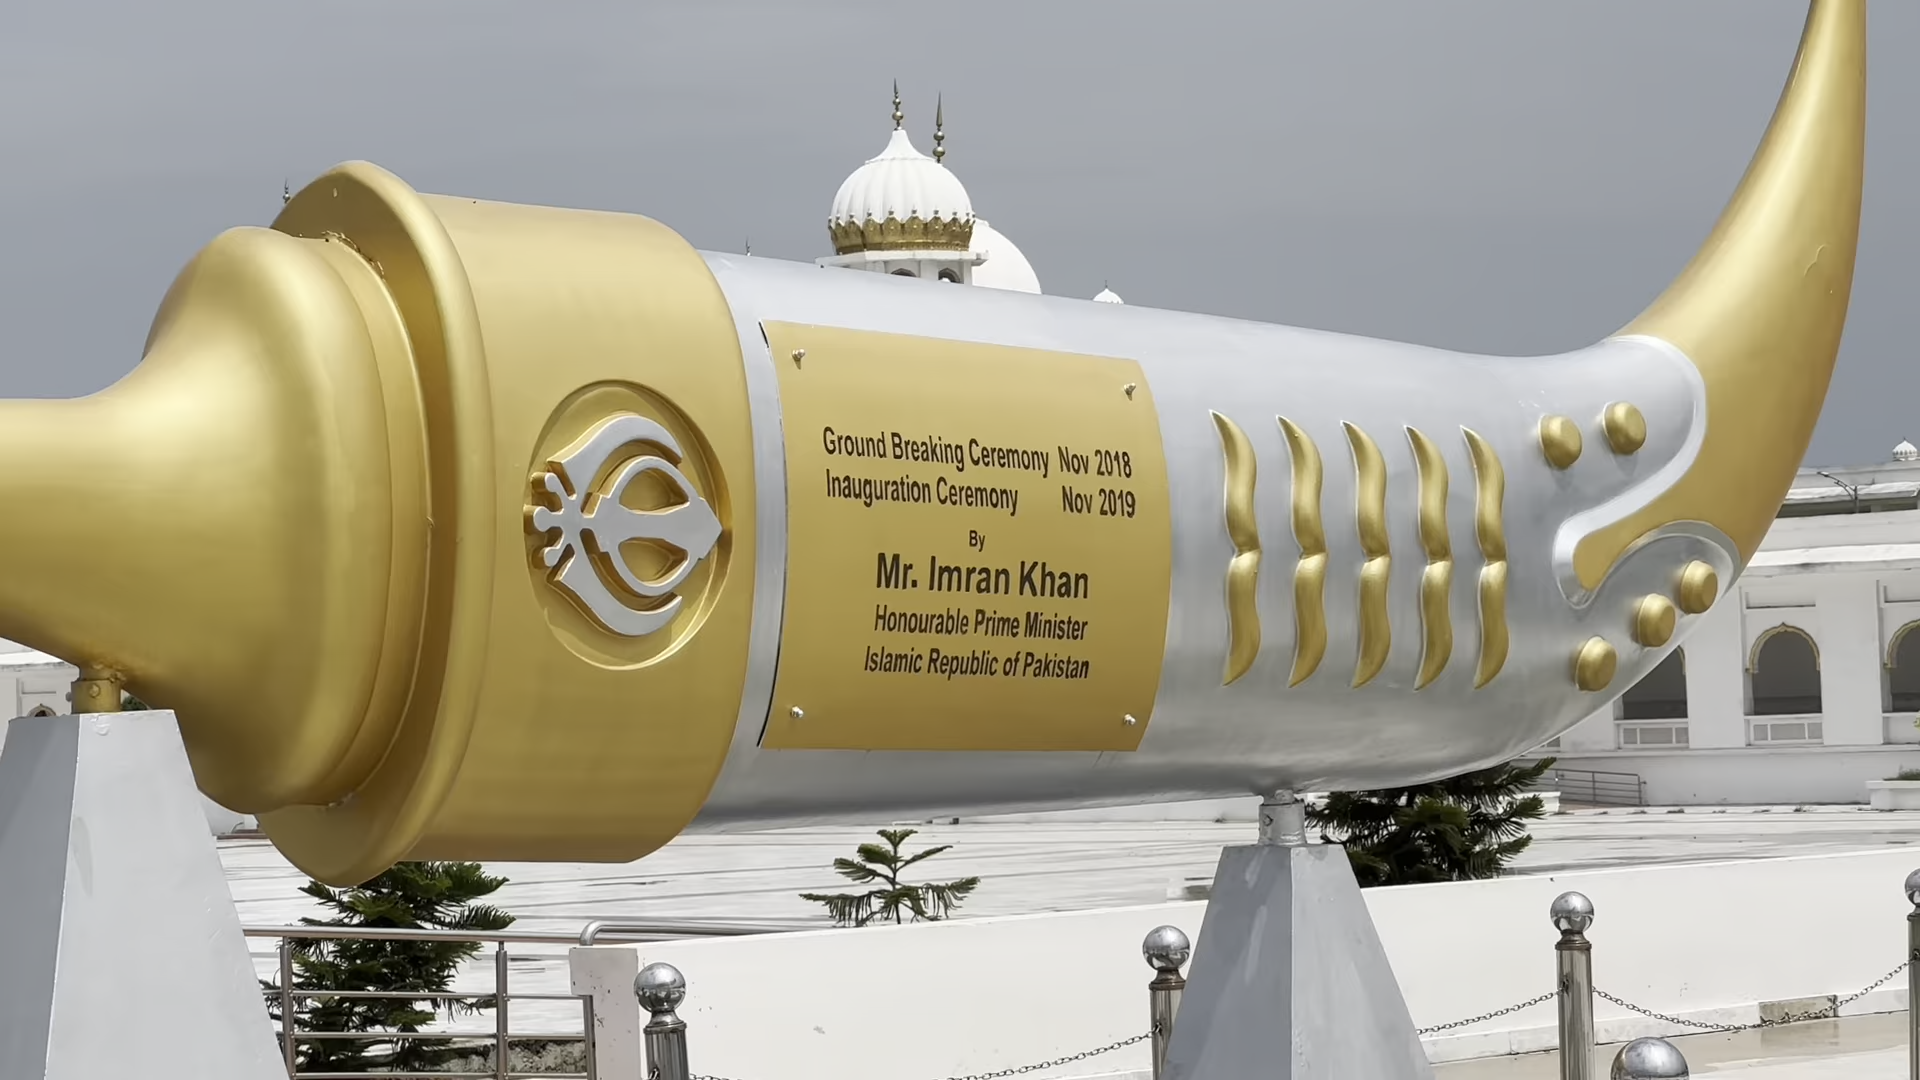 Ground Breaking Ceremony Nov 2018
Inauguration Ceremony Nov 2019
By
Mr. Imran Khan
Honourable Prime Minister
Islamic Republic of Pakistan